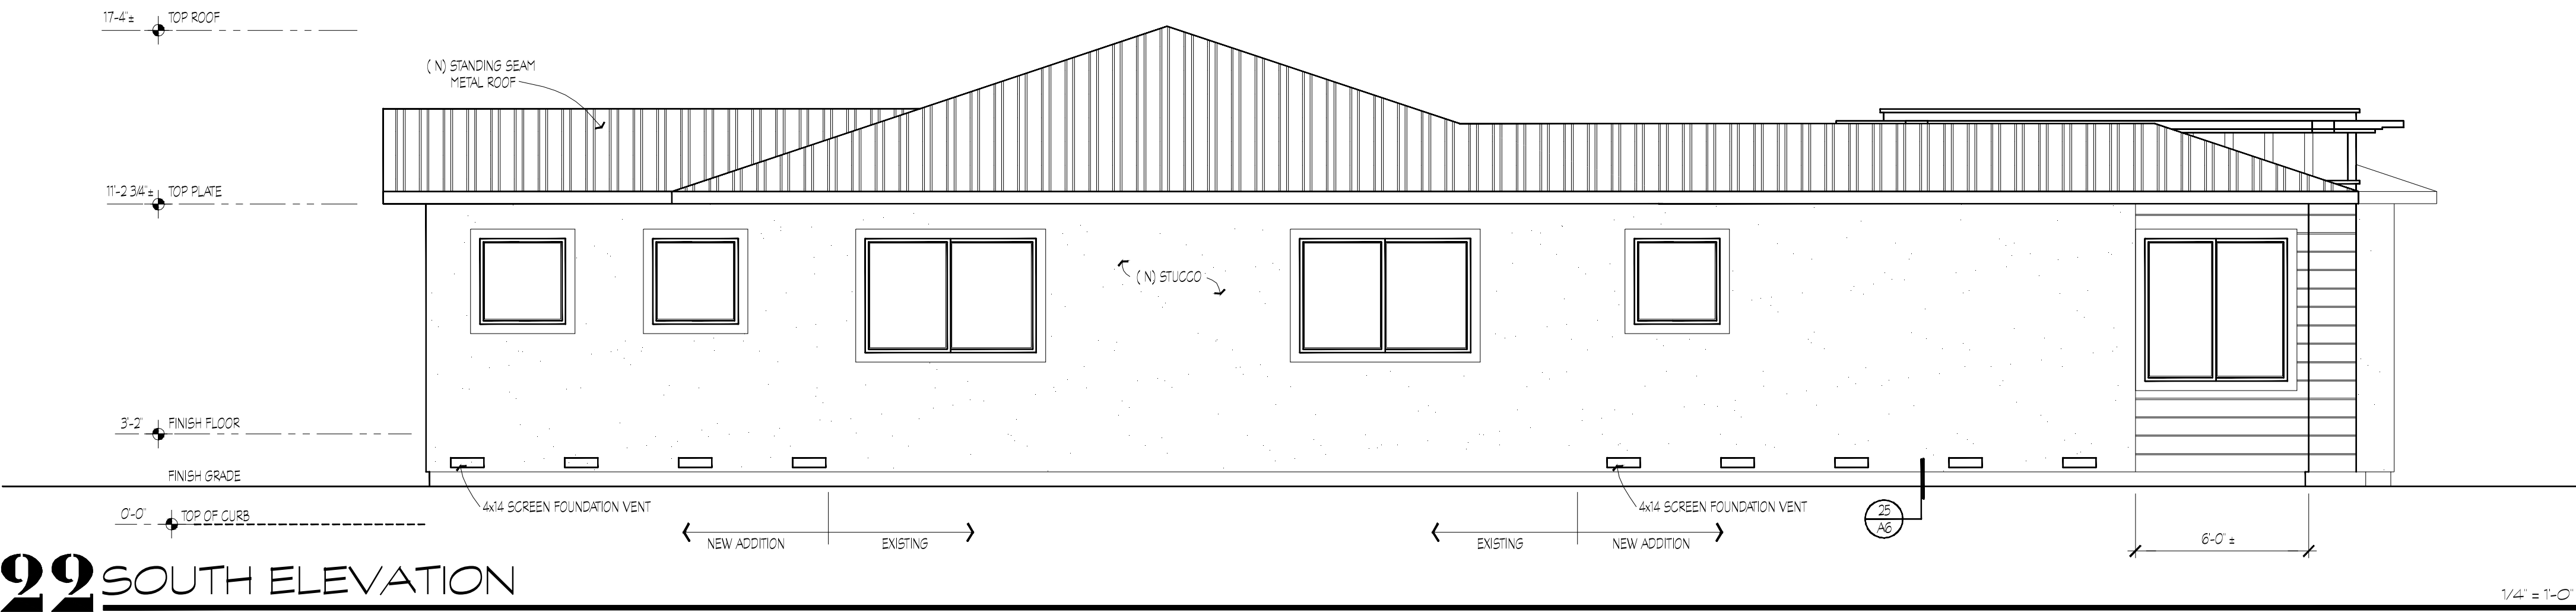 17'-4"± TOP ROOF
( N) STANDING SEAM
METAL ROOF
11'-2 3/4"± TOP PLATE
( N) STUCCO
3'-2" FINISH FLOOR
FINISH GRADE
4x14 SCREEN FOUNDATION VENT
4x14 SCREEN FOUNDATION VENT
0'-0" TOP OF CURB
25
A6
NEW ADDITION
EXISTING
EXISTING
NEW ADDITION
6'-0" ±
22 SOUTH ELEVATION
1/4" = 1'-0"